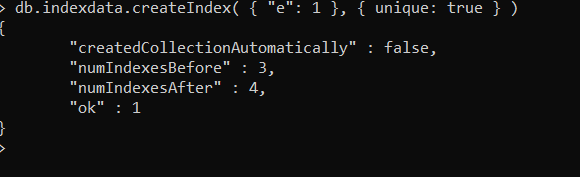 > db.indexdata.createIndex( { "e": 1 }, { unique: true } )
{
        "createdCollectionAutomatically" : false,
        "numIndexesBefore" : 3,
        "numIndexesAfter" : 4,
        "ok" : 1
}
>